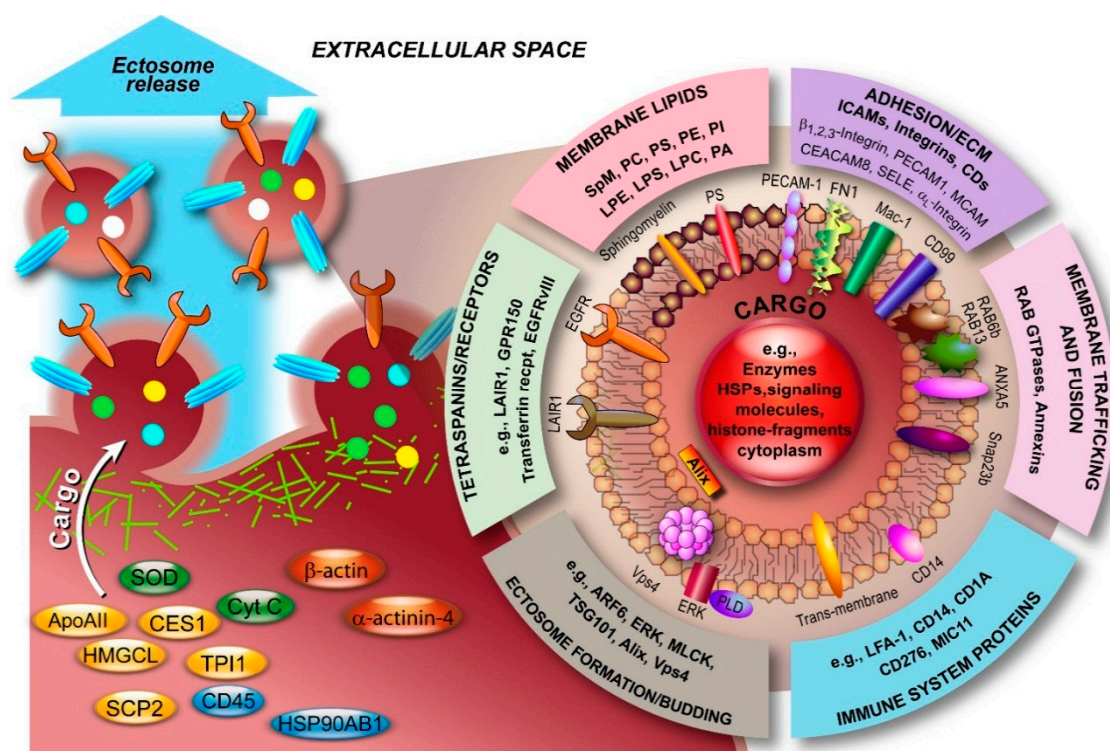 EXTRACELLULAR SPACE
Ectosome
release
MEMBRANE LIPIDS
SpM, PC, PS, PE, PI
LPE, LPS, LPC, PA
ADHESION/ECM
ICAMs, Integrins, CDs
β1,2,3-Integrin, PECAM1, MCAM
CEACAM8, SELE, αL-Integrin
MEMBRANE TRAFFICKING
AND FUSION
RAB GTPases, Annexins
IMMUNE SYSTEM PROTEINS
e.g., LFA-1, CD14, CD1A
CD276, MIC11
ECTOSOME FORMATION/BUDDING
e.g., ARF6, ERK, MLCK,
TSG101, Alix, Vps4
TETRASPANINS/RECEPTORS
e.g., LAIR1, GPR150
Transferrin recpt, EGFRvIII
Sphingomyelin
PS
PECAM-1
FN1
Mac-1
CD99
RAB6b
RAB13
ANXA5
Snap23b
CD14
Trans-membrane
PLD
ERK
Vps4
Alix
LAIR1
EGFR
CARGO
e.g.,
Enzymes
HSPs,signaling
molecules,
histone-fragments
cytoplasm
Cargo
SOD
β-actin
ApoAII
CES1
Cyt C
α-actinin-4
HMGCL
TPI1
SCP2
CD45
HSP90AB1